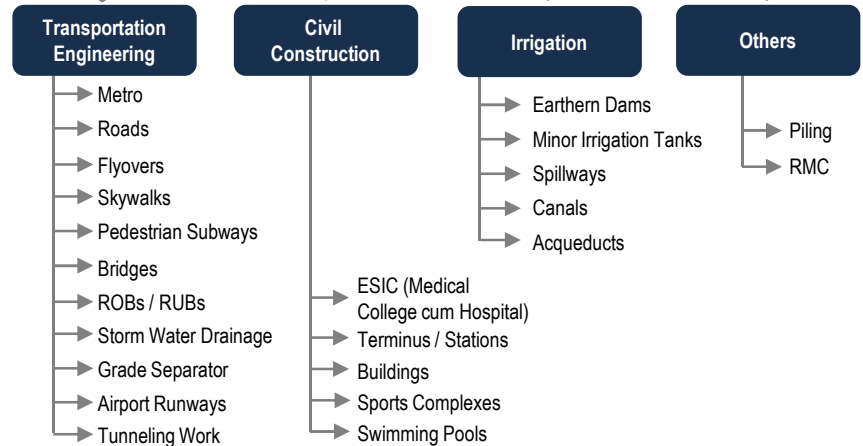 Transportation
Engineering
Metro
Roads
Flyovers
Skywalks
Pedestrian Subways
Bridges
ROBs / RUBs
Storm Water Drainage
Grade Separator
Airport Runways
Tunneling Work
Civil
Construction
ESIC (Medical
College cum Hospital)
Terminus / Stations
Buildings
Sports Complexes
Swimming Pools
Irrigation
Earthern Dams
Minor Irrigation Tanks
Spillways
Canals
Acqueducts
Others
Piling
RMC